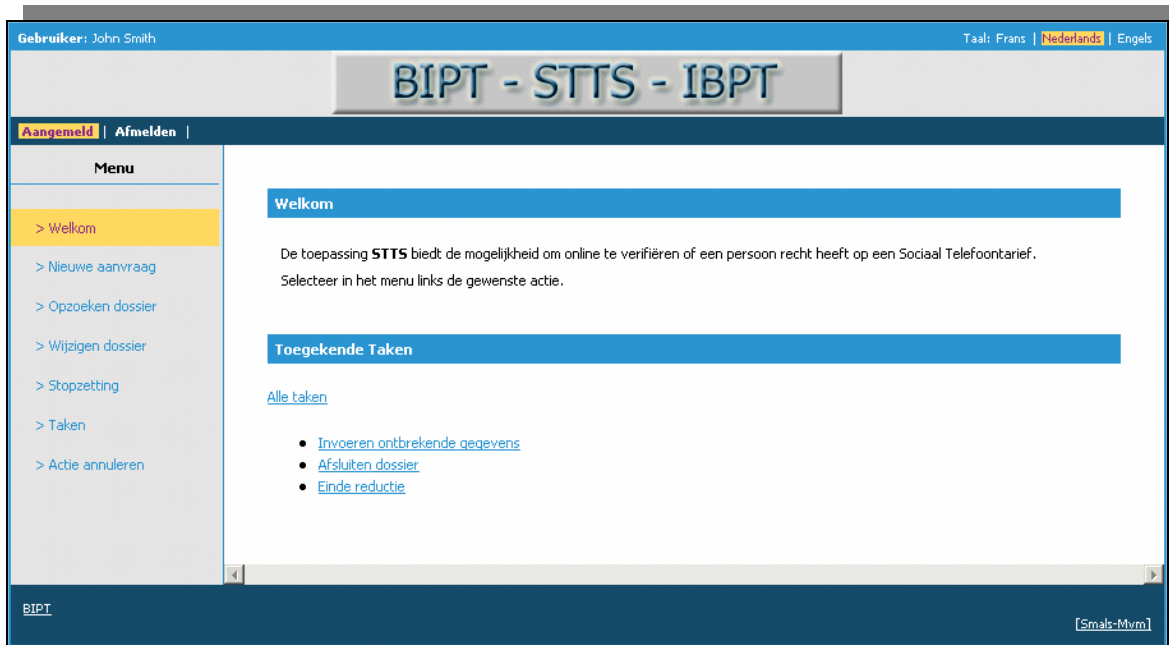 Gebruiker: John Smith Taal: Frans | Nederlands | Engels
BIPT - STTS - IBPT
Aangemeld | Afmelden |
Menu
> Welkom
> Nieuwe aanvraag
> Opzoeken dossier
> Wijzigen dossier
> Stopzetting
> Taken
> Actie annuleren
Welkom
De toepassing STTS biedt de mogelijkheid om online te verifiëren of een persoon recht heeft op een Sociaal Telefoontarief.
Selecteer in het menu links de gewenste actie.
Toegekende Taken
Alle taken
• Invoeren ontbrekende gegevens
• Afsluiten dossier
• Einde reductie
BIPT
[Smals-Mvm]